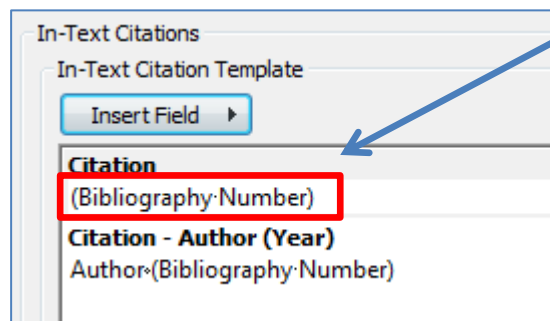 In-Text Citations
In-Text Citation Template
Insert Field
Citation
(Bibliography·Number)
Citation - Author (Year)
Author◦(Bibliography·Number)